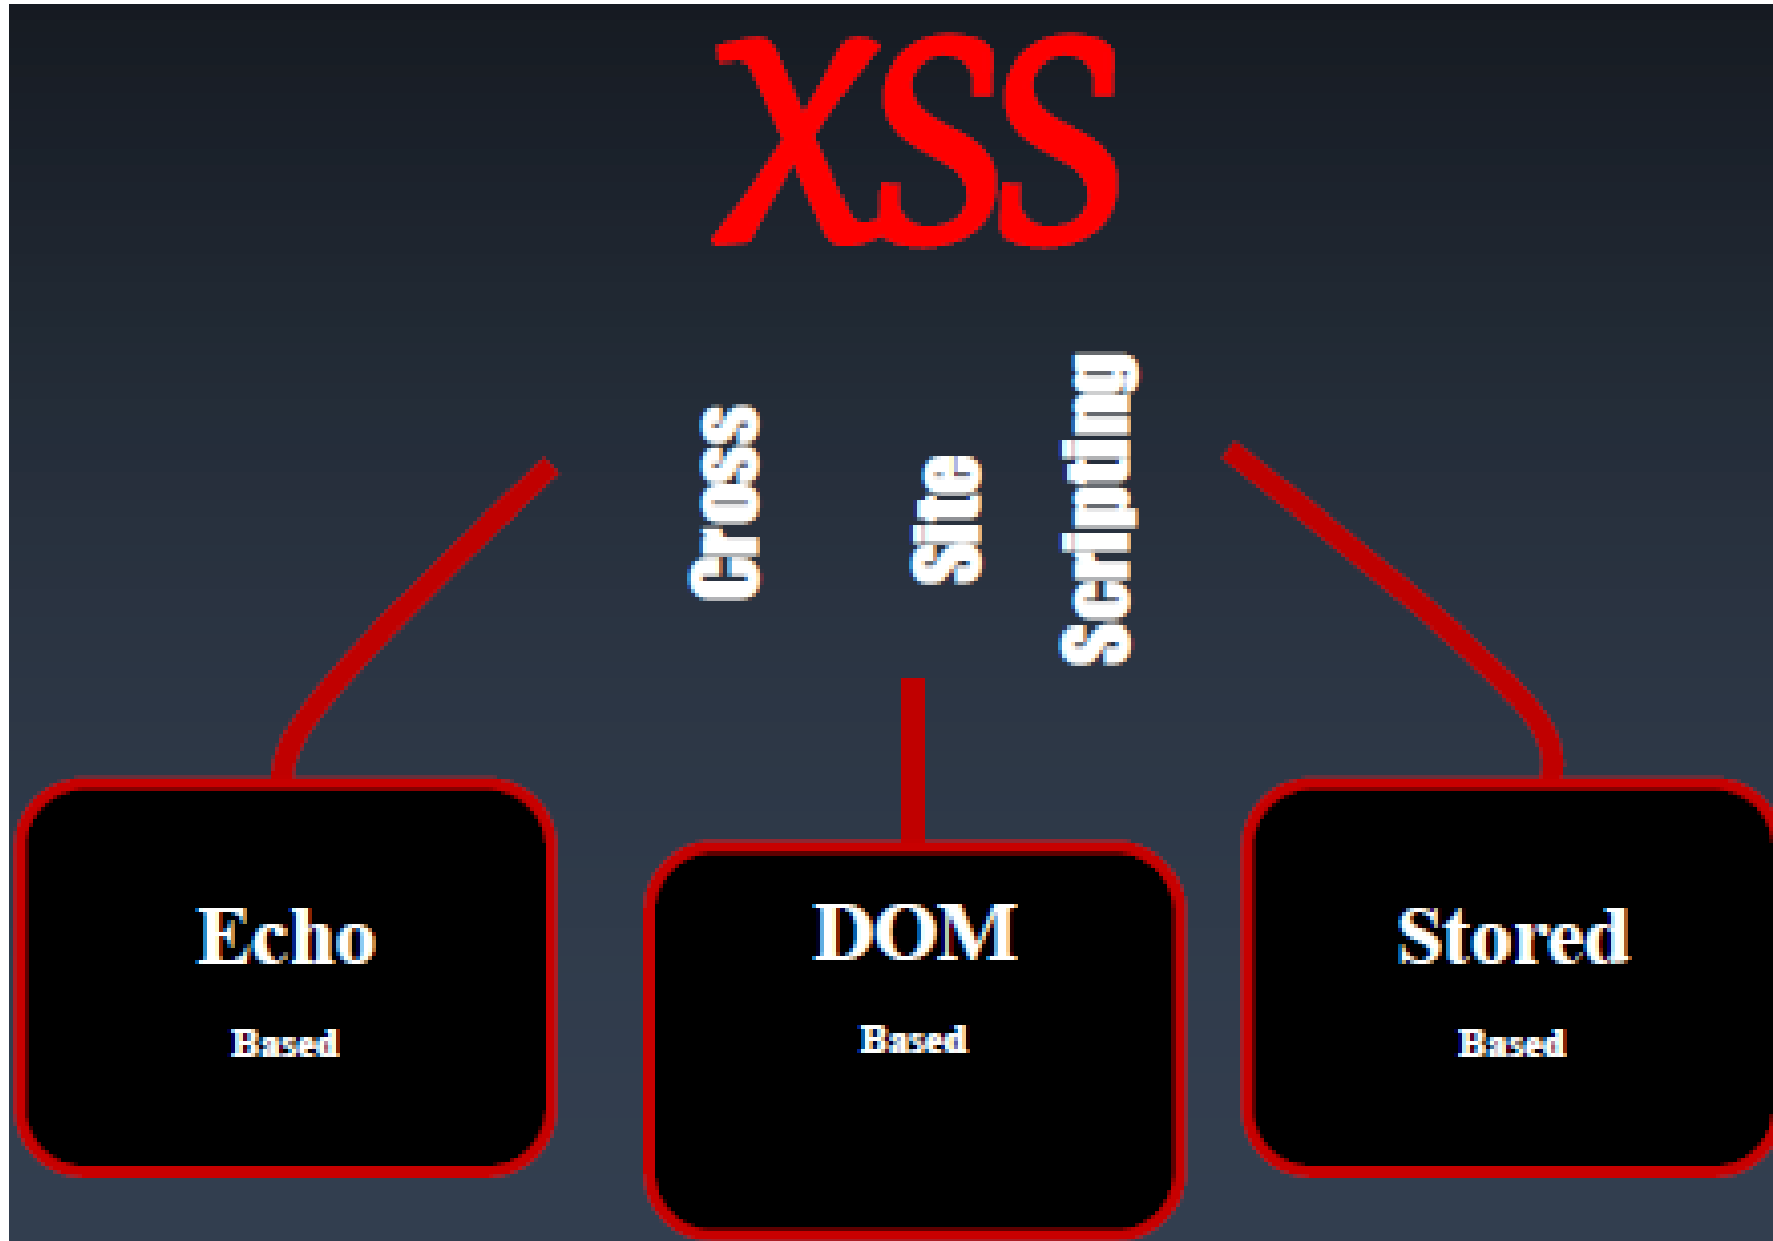 XSS
Cross
Site
Scripting
Echo
Based
DOM
Based
Stored
Based